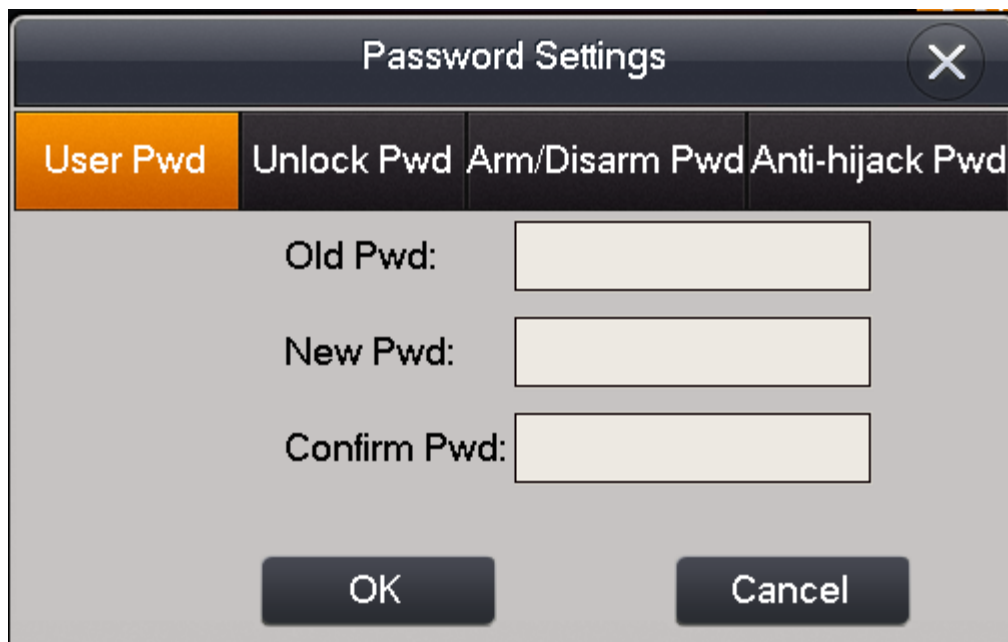 Password Settings
User Pwd Unlock Pwd Arm/Disarm Pwd Anti-hijack Pwd
Old Pwd:
New Pwd:
Confirm Pwd:
OK Cancel